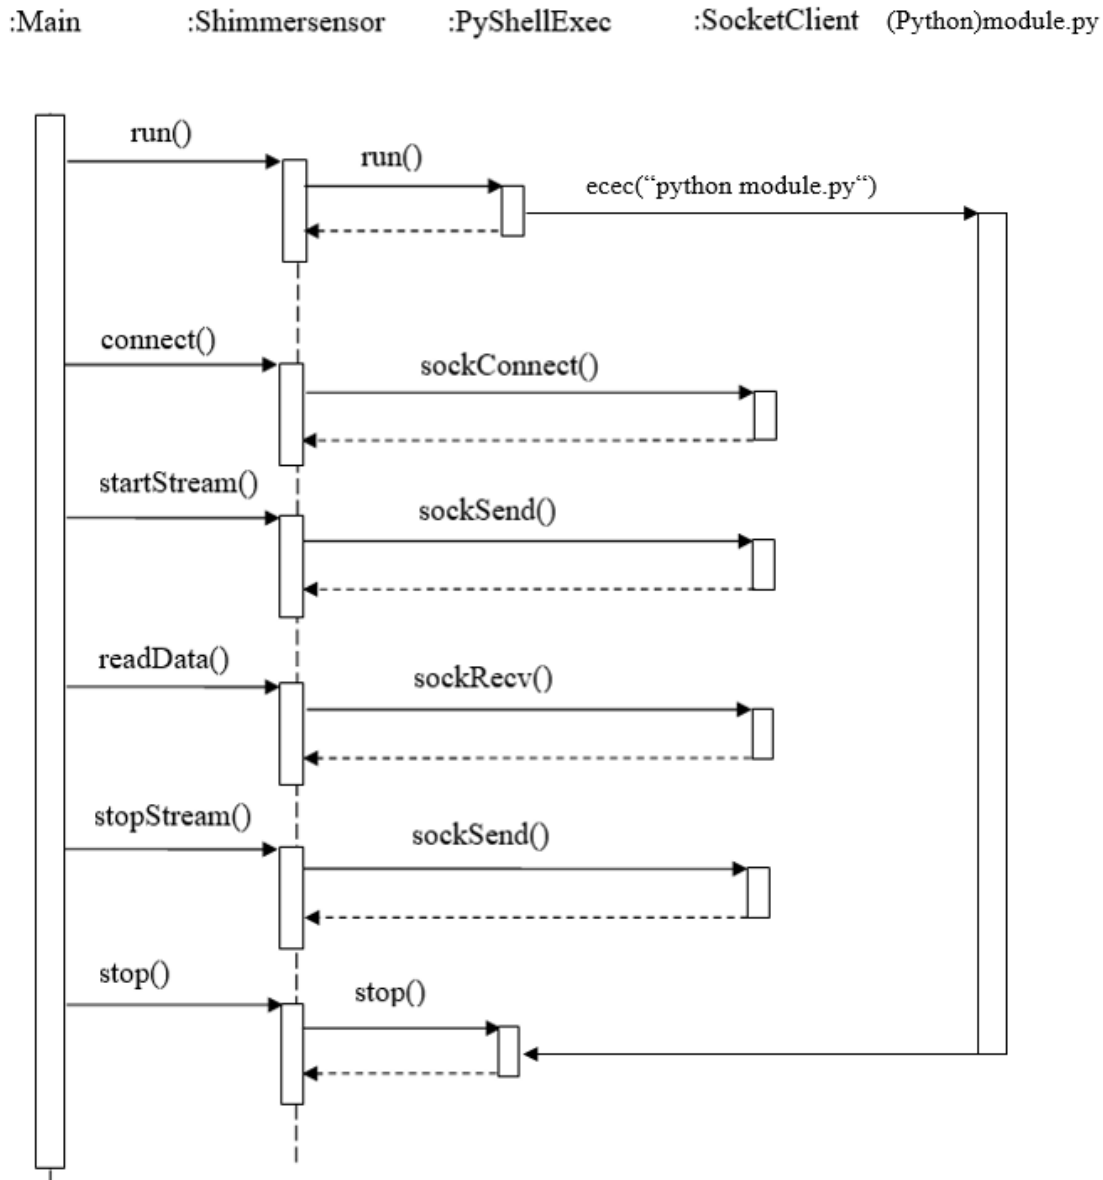 :Main :Shimmersensor :PyShellExec :SocketClient (Python)module.py
run()
run()
ecec(“python module.py“)
connect()
sockConnect()
startStream()
sockSend()
readData()
sockRecv()
stopStream()
sockSend()
stop()
stop()